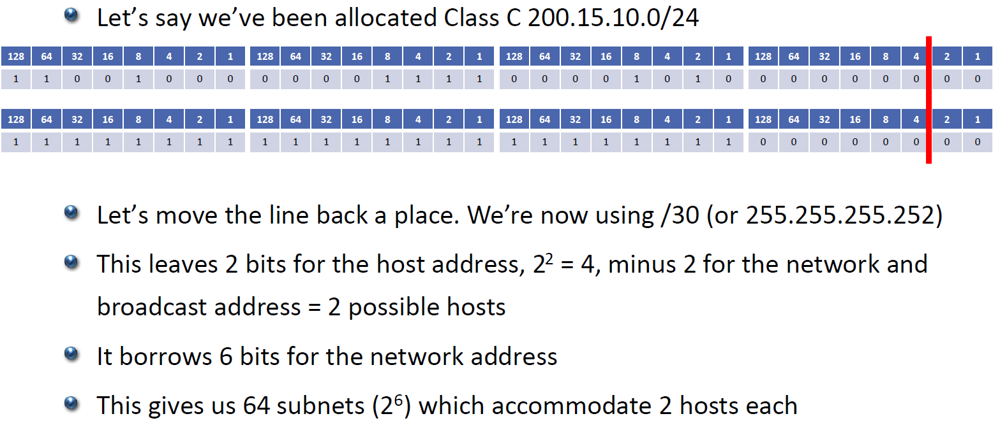 Let’s say we’ve been allocated Class C 200.15.10.0/24
128 64 32 16 8 4 2 1 128 64 32 16 8 4 2 1 128 64 32 16 8 4 2 1 128 64 32 16 8 4 2 1
1 1 0 0 1 0 0 0 0 0 0 0 1 1 1 1 0 0 0 0 1 0 1 0 0 0 0 0 0 0 0 0
128 64 32 16 8 4 2 1 128 64 32 16 8 4 2 1 128 64 32 16 8 4 2 1 128 64 32 16 8 4 2 1
1 1 1 1 1 1 1 1 1 1 1 1 1 1 1 1 1 1 1 1 1 1 1 1 0 0 0 0 0 0 0 0
Let’s move the line back a place. We’re now using /30 (or 255.255.255.252)
This leaves 2 bits for the host address, 2² = 4, minus 2 for the network and
broadcast address = 2 possible hosts
It borrows 6 bits for the network address
This gives us 64 subnets (2⁶) which accommodate 2 hosts each